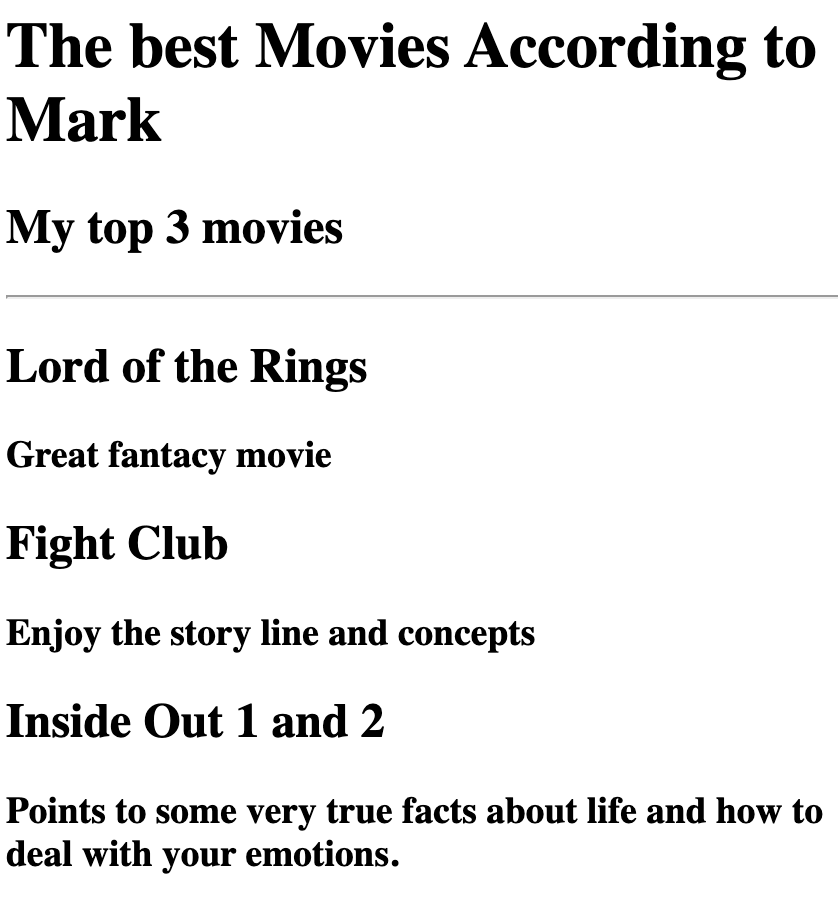 The best Movies According to
Mark
My top 3 movies
Lord of the Rings
Great fantacy movie
Fight Club
Enjoy the story line and concepts
Inside Out 1 and 2
Points to some very true facts about life and how to
deal with your emotions.